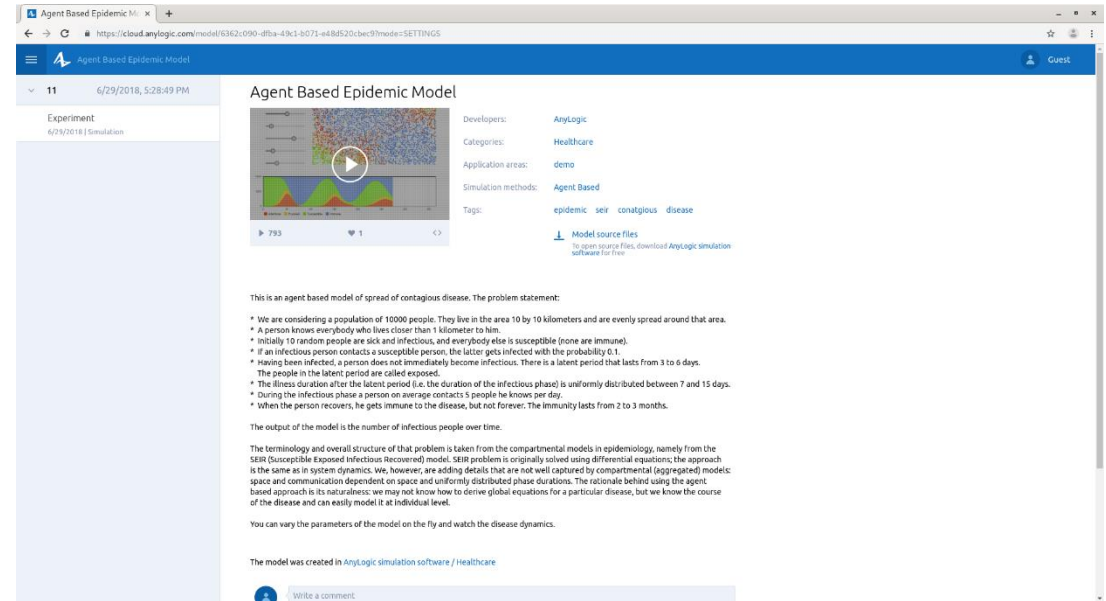 Agent Based Epidemic Mo
https://cloud.anylogic.com/model/6362c090-dfba-49c1-b071-e48d520cbec9?mode=SETTINGS
Agent Based Epidemic Model
Guest
11 6/29/2018, 5:28:49 PM
Experiment
6/29/2018 | Simulation
Agent Based Epidemic Model
Developers: AnyLogic
Categories: Healthcare
Application areas: demo
Simulation methods: Agent Based
Tags: epidemic seir conatgious disease
793 1
Model source files
To open source files, download AnyLogic simulation
software for free
This is an agent based model of spread of contagious disease. The problem statement:
* We are considering a population of 10000 people. They live in the area 10 by 10 kilometers and are evenly spread around that area.
* A person knows everybody who lives closer than 1 kilometer to him.
* Initially 10 random people are sick and infectious, and everybody else is susceptible (none are immune).
* If an infectious person contacts a susceptible person, the latter gets infected with the probability 0.1.
* Having been infected, a person does not immediately become infectious. There is a latent period that lasts from 3 to 6 days.
The people in the latent period are called exposed.
* The illness duration after the latent period (i.e. the duration of the infectious phase) is uniformly distributed between 7 and 15 days.
* During the infectious phase a person on average contacts 5 people he knows per day.
* When the person recovers, he gets immune to the disease, but not forever. The immunity lasts from 2 to 3 months.
The output of the model is the number of infectious people over time.
The terminology and overall structure of that problem is taken from the compartmental models in epidemiology, namely from the
SEIR (Susceptible Exposed Infectious Recovered) model. SEIR problem is originally solved using differential equations; the approach
is the same as in system dynamics. We, however, are adding details that are not well captured by compartmental (aggregated) models:
space and communication dependent on space and uniformly distributed phase durations. The rationale behind using the agent
based approach is its naturalness: we may not know how to derive global equations for a particular disease, but we know the course
of the disease and can easily model it at individual level.
You can vary the parameters of the model on the fly and watch the disease dynamics.
The model was created in AnyLogic simulation software / Healthcare
Write a comment